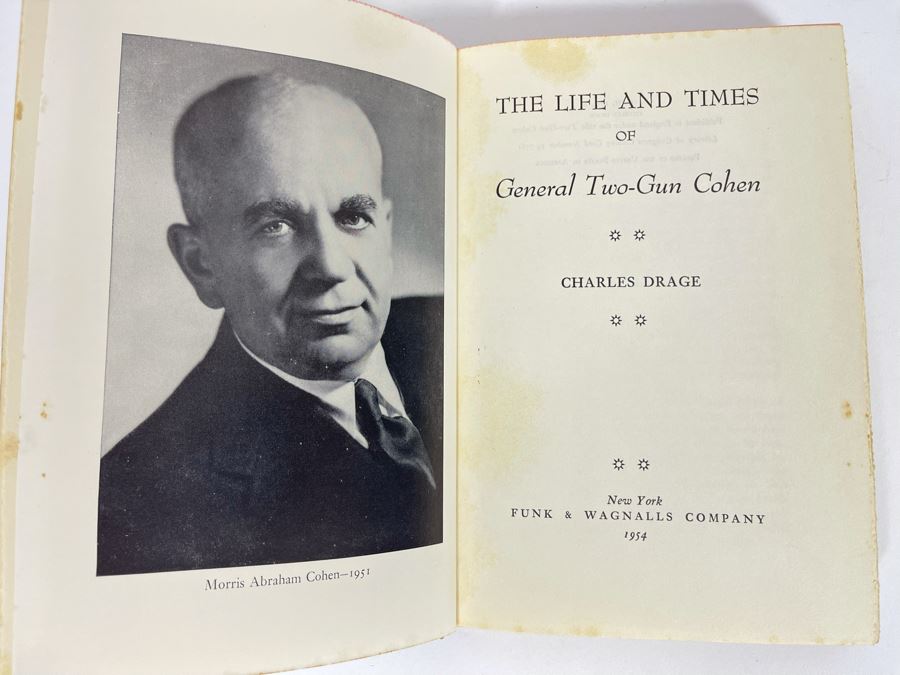 Morris Abraham Cohen—1951
THE LIFE AND TIMES
OF
General Two-Gun Cohen
CHARLES DRAGE
New York
FUNK & WAGNALLS COMPANY
1954